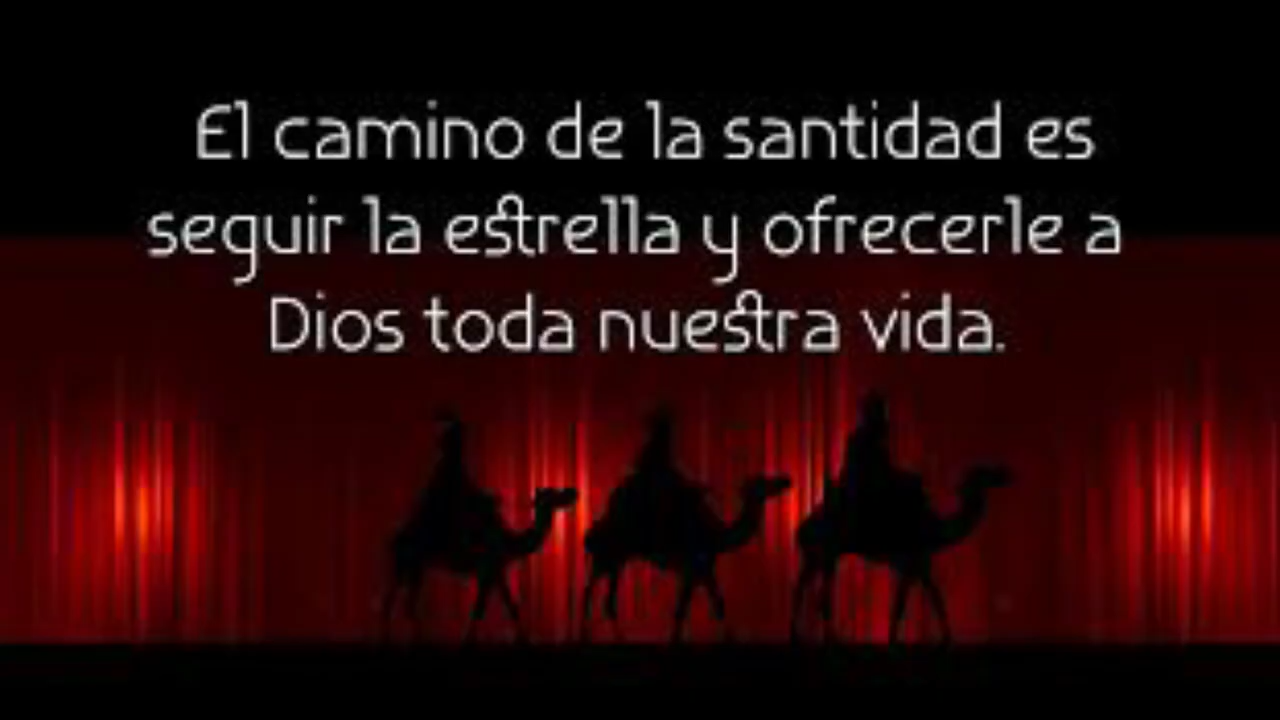 El camino de la santidad es
seguir la estrella y ofrecerle a
Dios toda nuestra vida.